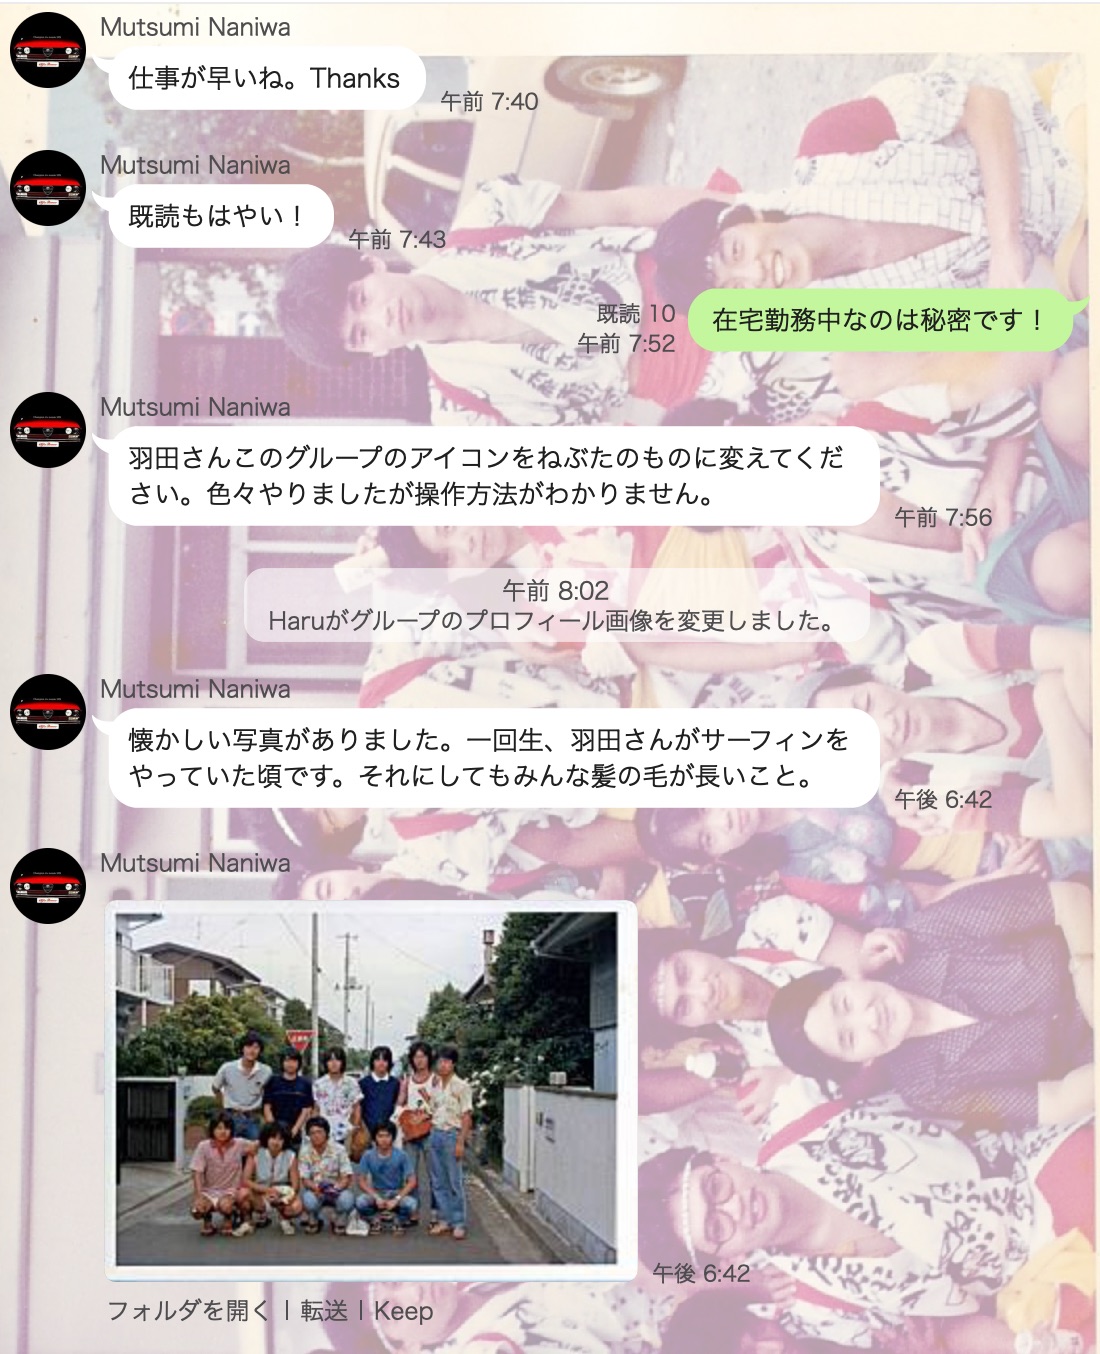 Mutsumi Naniwa
仕事が早いね。Thanks
午前 7:40
Mutsumi Naniwa
既読もはやい！
午前 7:43
既読 10
午前 7:52
在宅勤務中なのは秘密です！
Mutsumi Naniwa
羽田さんこのグループのアイコンをねぶたのものに変えてくだ
さい。色々やりましたが操作方法がわかりません。
午前 7:56
午前 8:02
Haruがグループのプロフィール画像を変更しました。
Mutsumi Naniwa
懐かしい写真がありました。一回生、羽田さんがサーフィンを
やっていた頃です。それにしてもみんな髪の毛が長いこと。
午後 6:42
Mutsumi Naniwa
午後 6:42
フォルダを開く | 転送 | Keep